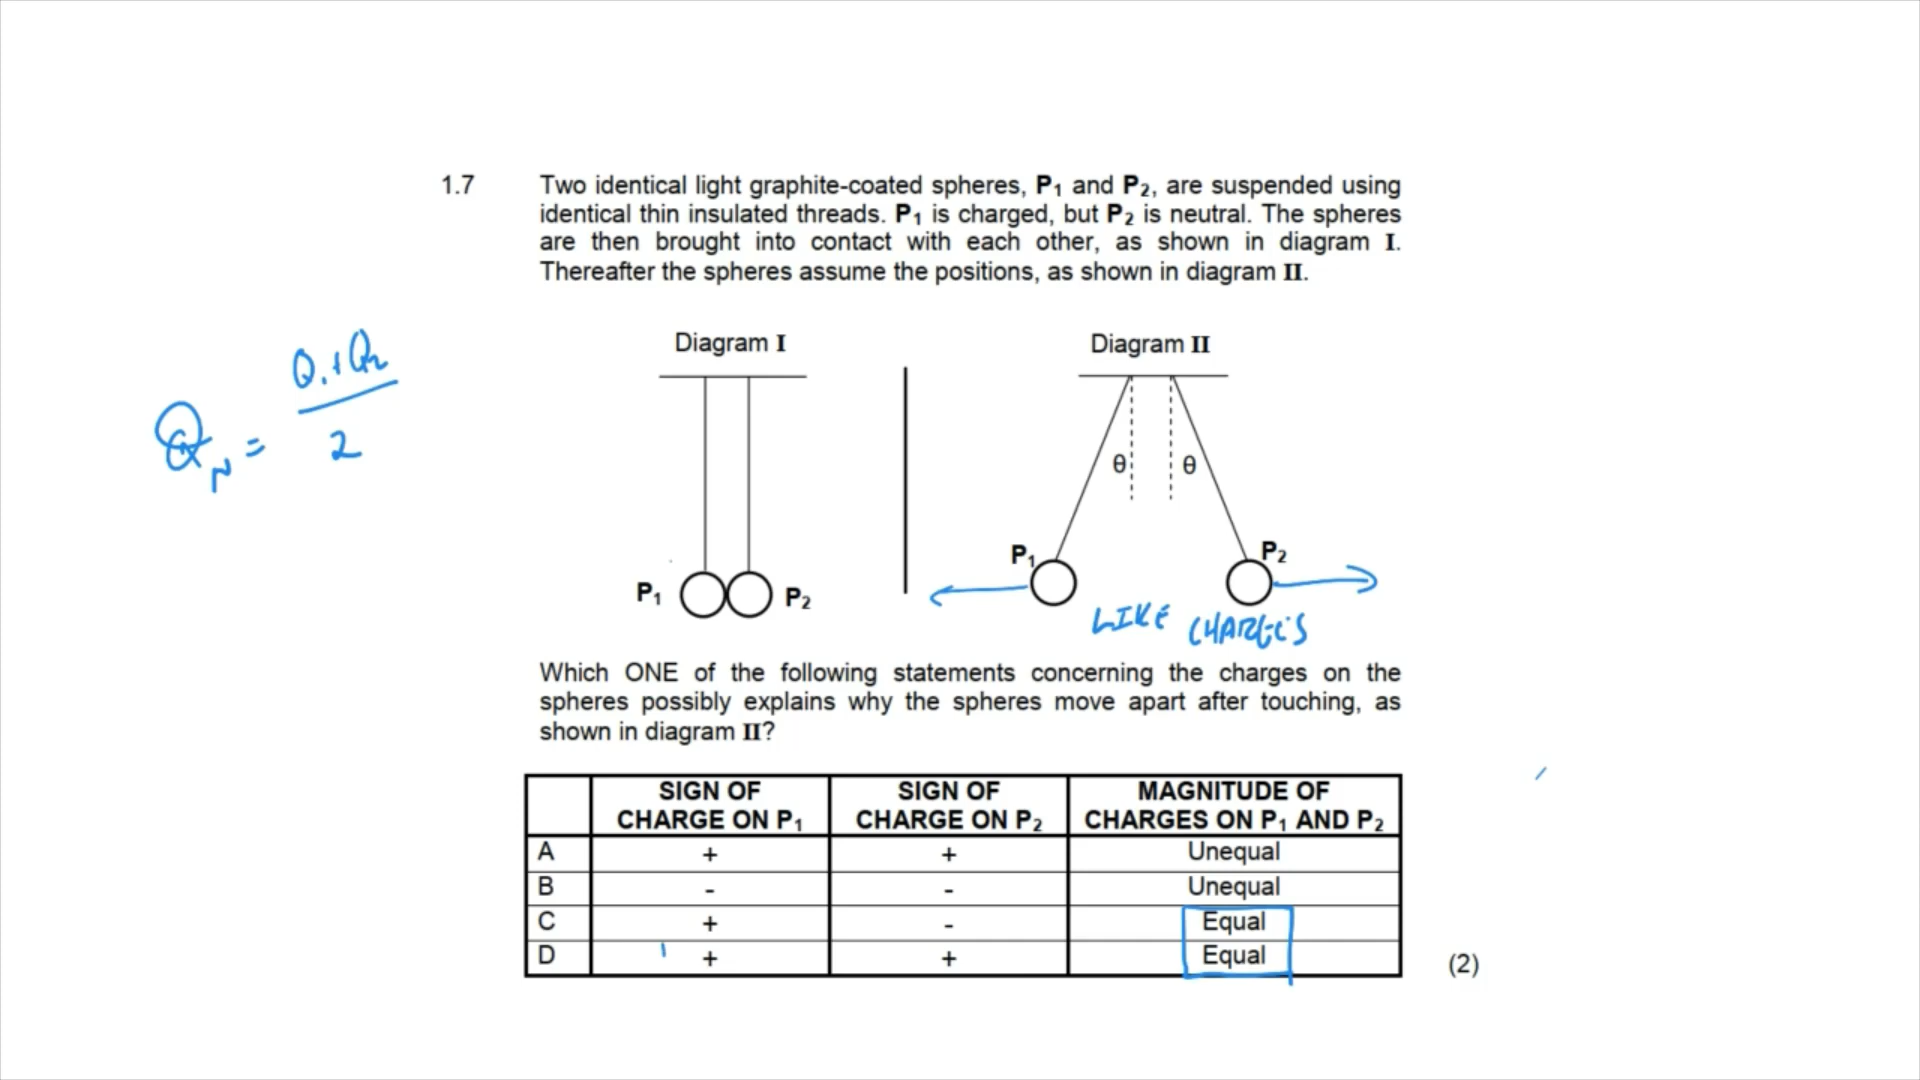 1.7 Two identical light graphite-coated spheres, P₁ and P₂, are suspended using
identical thin insulated threads. P₁ is charged, but P₂ is neutral. The spheres
are then brought into contact with each other, as shown in diagram I.
Thereafter the spheres assume the positions, as shown in diagram II.
Diagram I
Diagram II
Q₁+Q₂
Q_N =
2
θ θ
P₁ P₂
P₁ P₂
LIKE CHARGES
Which ONE of the following statements concerning the charges on the
spheres possibly explains why the spheres move apart after touching, as
shown in diagram II?
SIGN OF SIGN OF MAGNITUDE OF
CHARGE ON P₁ CHARGE ON P₂ CHARGES ON P₁ AND P₂
A + + Unequal
B - - Unequal
C + - Equal
D + + Equal
(2)